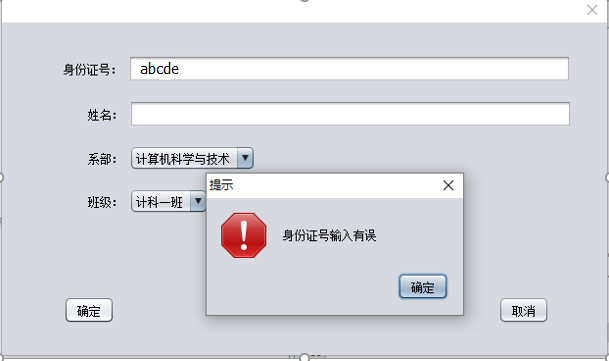 身份证号： abcde
姓名：
系部： 计算机科学与技术
班级： 计科一班
提示
身份证号输入有误
确定
确定
取消